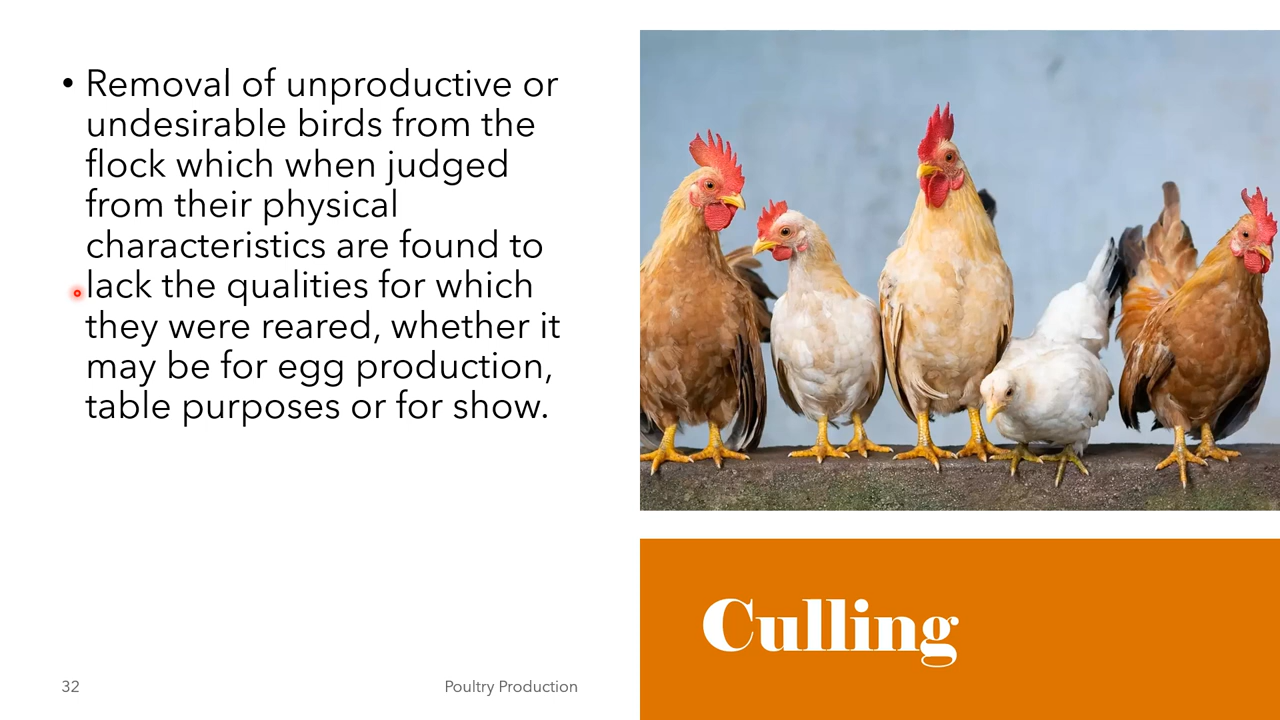 • Removal of unproductive or
undesirable birds from the
flock which when judged
from their physical
characteristics are found to
lack the qualities for which
they were reared, whether it
may be for egg production,
table purposes or for show.
Culling
32
Poultry Production